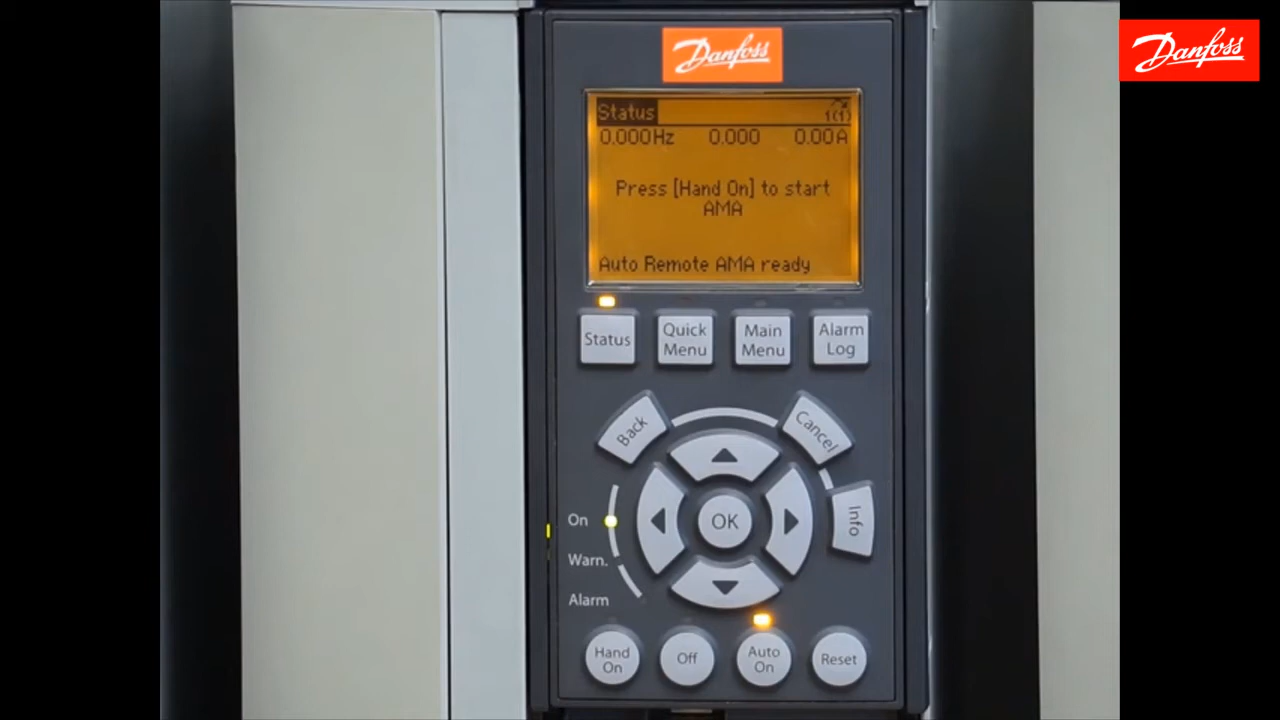 Danfoss
Danfoss
Status
1(1)
0.000Hz 0.000 0.00A
Press [Hand On] to start
AMA
Auto Remote AMA ready
Status
Quick
Menu
Main
Menu
Alarm
Log
Back
Cancel
OK
Info
On
Warn.
Alarm
Hand
On
Off
Auto
On
Reset